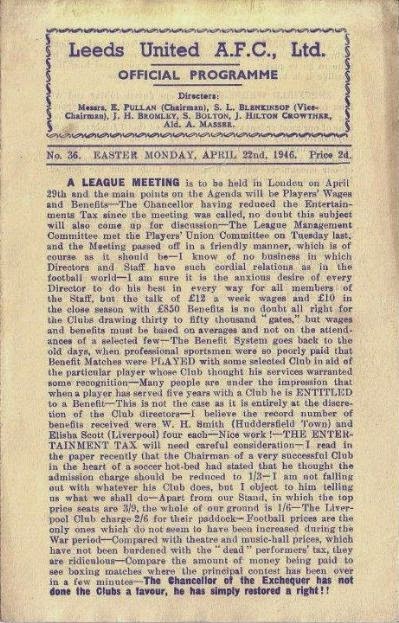 Leeds United A.F.C., Ltd.
OFFICIAL PROGRAMME
Directors:
Messrs. E. PULLAN (Chairman), S. L. BLENKINSOP (Vice-
Chairman), J. H. BROMLEY, S. BOLTON, J. HILTON CROWTHER,
Ald. A. MASSER.
No. 36. EASTER MONDAY, APRIL 22nd, 1946. Price 2d.
A LEAGUE MEETING is to be held in London on April
29th and the main points on the Agenda will be Players' Wages
and Benefits—The Chancellor having reduced the Entertain-
ments Tax since the meeting was called, no doubt this subject
will also come up for discussion—The League Management
Committee met the Players' Union Committee on Tuesday last,
and the Meeting passed off in a friendly manner, which is of
course as it should be—I know of no business in which
Directors and Staff have such cordial relations as in the
football world—I am sure it is the anxious desire of every
Director to do his best in every way for all members of
the Staff, but the talk of £12 a week wages and £10 in
the close season with £850 Benefits is no doubt all right for
the Clubs drawing thirty to fifty thousand "gates," but wages
and benefits must be based on averages and not on the attend-
ances of a selected few—The Benefit System goes back to the
old days, when professional sportsmen were so poorly paid that
Benefit Matches were PLAYED with some selected Club in aid of
the particular player whose Club thought his services warranted
some recognition—Many people are under the impression that
when a player has served five years with a Club he is ENTITLED
to a Benefit—This is not the case as it is entirely at the discre-
tion of the Club directors—I believe the record number of
benefits received were W. H. Smith (Huddersfield Town) and
Elisha Scott (Liverpool) four each—Nice work!—THE ENTER-
TAINMENT TAX will need careful consideration—I read in
the paper recently that the Chairman of a very successful Club
in the heart of a soccer hot-bed had stated that he thought the
admission charge should be reduced to 1/3—I am not falling
out with whatever his Club does, but I object to him telling
us what we shall do—Apart from our Stand, in which the top
price seats are 3/9, the whole of our ground is 1/6—The Liver-
pool Club charge 2/6 for their paddock—Football prices are the
only ones which do not seem to have been increased during the
War period—Compared with theatre and music-hall prices, which
have not been burdened with the "dead" performers' tax, they
are ridiculous—Compare the amount of money being paid to
see boxing matches where the principal contest has been over
in a few minutes—The Chancellor of the Exchequer has not
done the Clubs a favour, he has simply restored a right!!